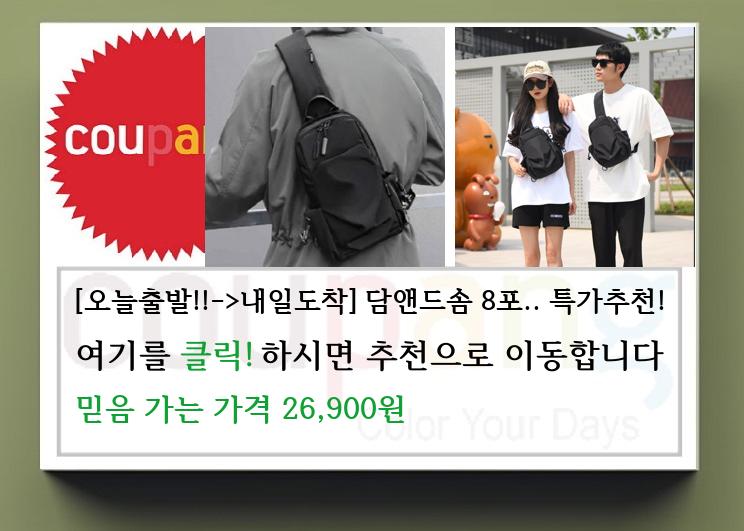 coupan
[오늘출발!!->내일도착] 담앤드솜 8포.. 특가추천!
여기를 클릭! 하시면 추천으로 이동합니다
믿음 가는 가격 26,900원
coupang
Color Your Days